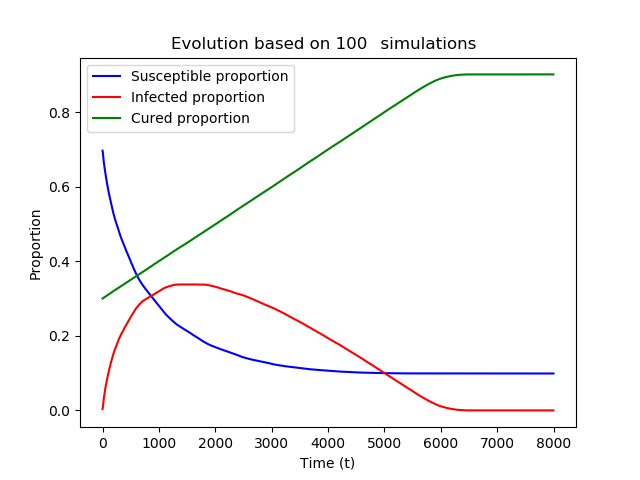 Evolution based on 100 simulations
Susceptible proportion
Infected proportion
Cured proportion
Proportion
0.8
0.6
0.4
0.2
0.0
0 1000 2000 3000 4000 5000 6000 7000 8000
Time (t)